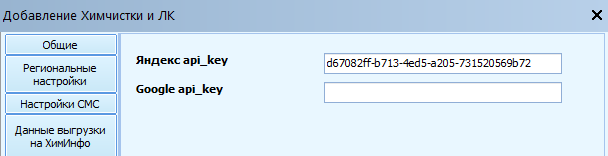 Добавление Химчистки и ЛК
Общие
Региональные
настройки
Настройки СМС
Данные выгрузки
на ХимИнфо
Яндекс api_key
d67082ff-b713-4ed5-a205-731520569b72
Google api_key